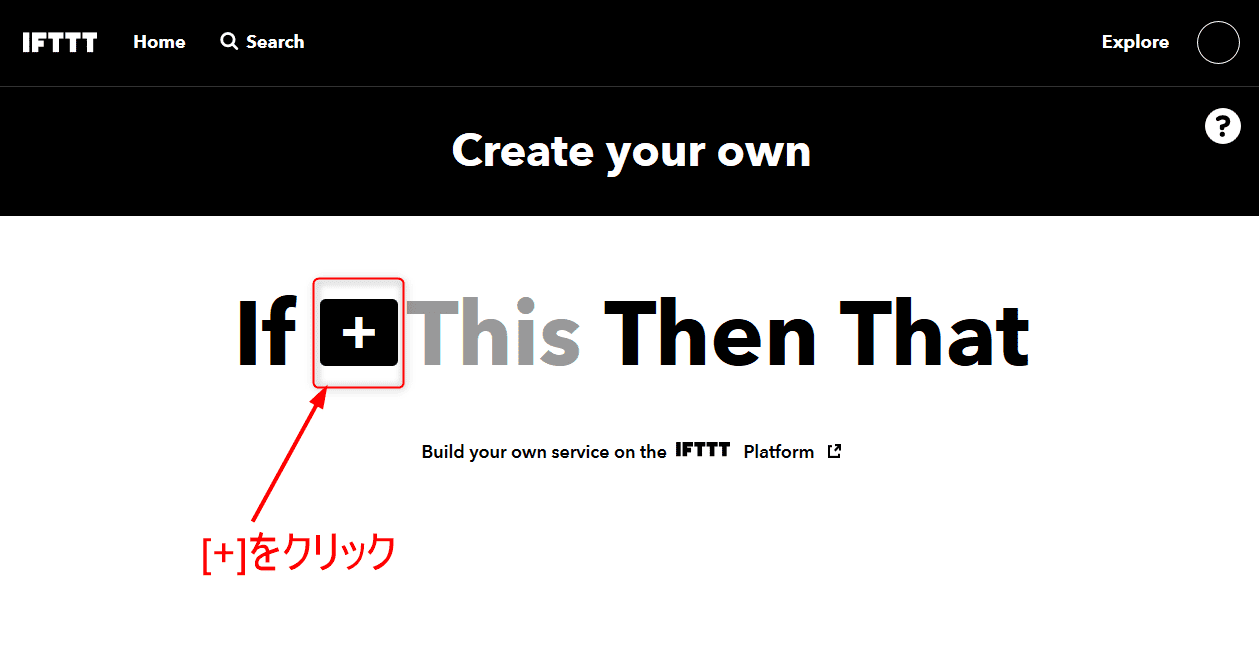 IFTTT Home Search Explore
?
Create your own
If + This Then That
Build your own service on the IFTTT Platform
[+]をクリック